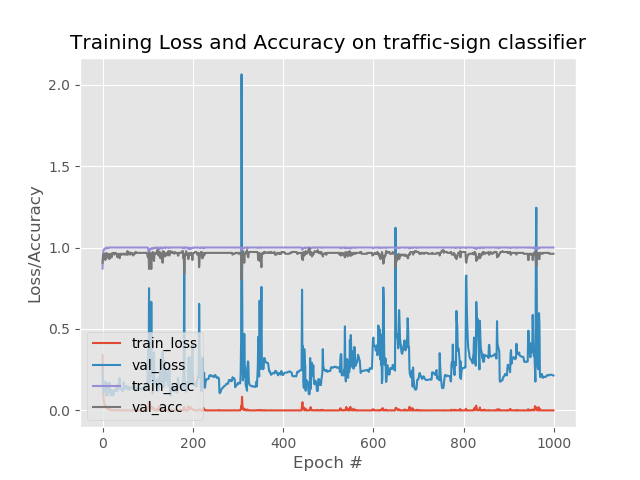 Training Loss and Accuracy on traffic-sign classifier
2.0
1.5
1.0
0.5
0.0
Loss/Accuracy
train_loss
val_loss
train_acc
val_acc
0 200 400 600 800 1000
Epoch #